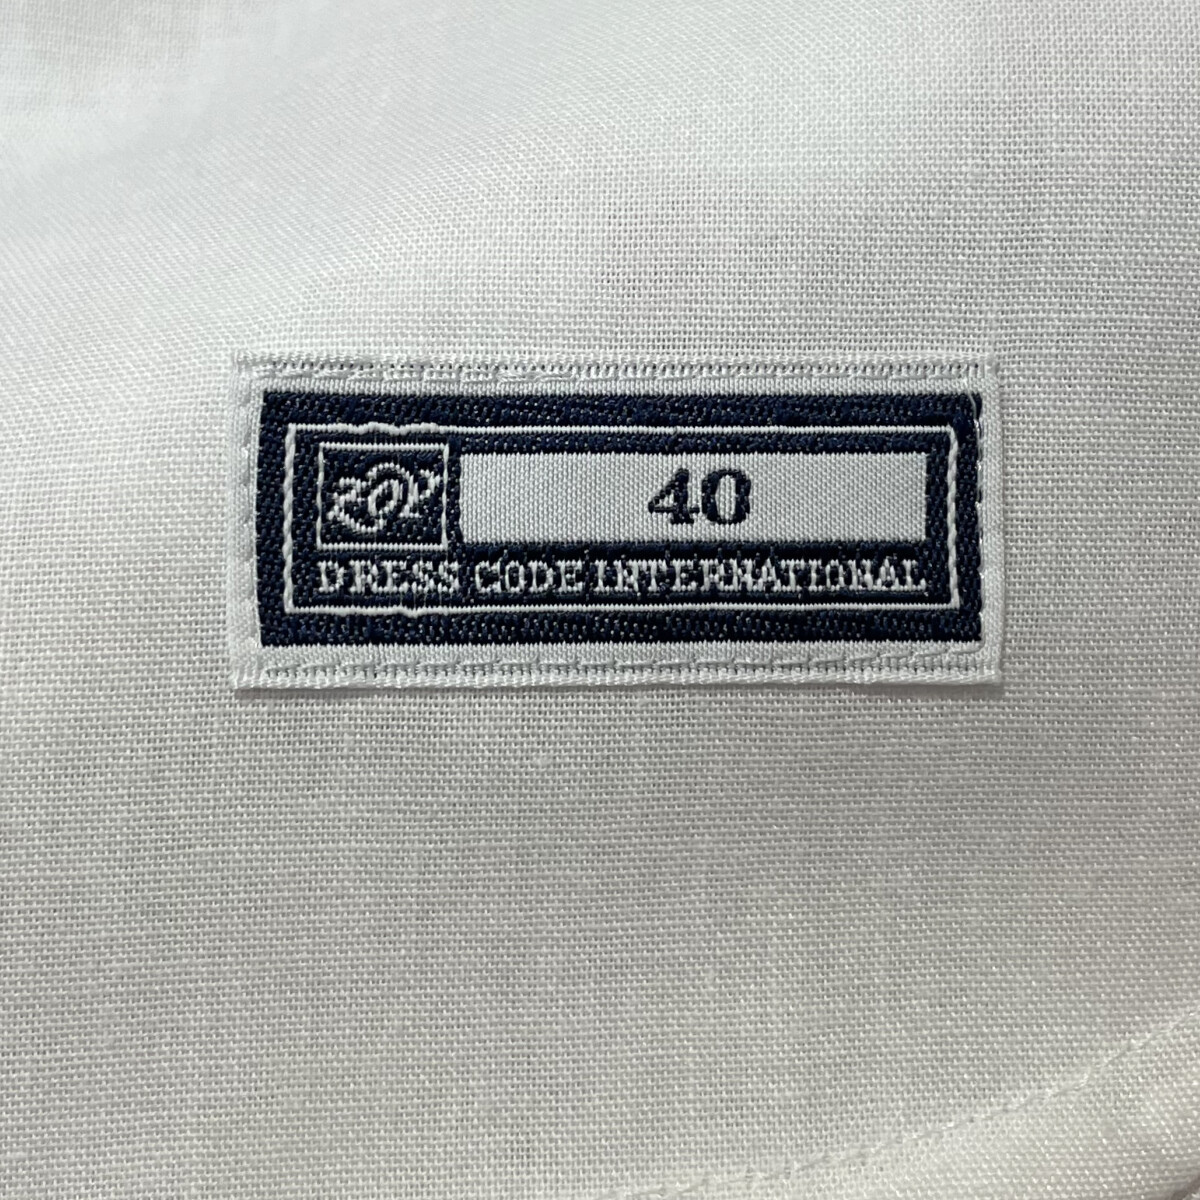 40
DRESS CODE INTERNATIONAL